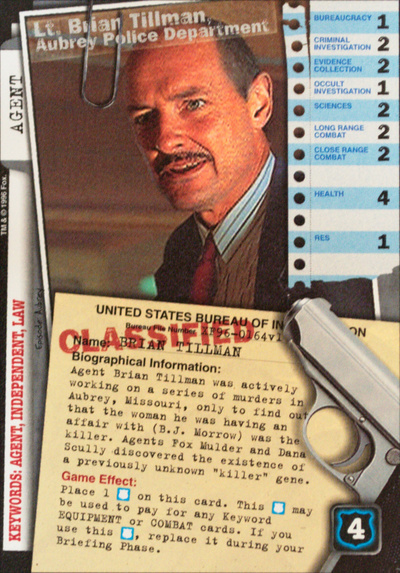 Lt. Brian Tillman
Aubrey Police Department
AGENT
TM & © 1996 Fox.
KEYWORDS: AGENT, INDEPENDENT, LAW
BUREAUCRACY 1
CRIMINAL INVESTIGATION 2
EVIDENCE COLLECTION 2
OCCULT INVESTIGATION 1
SCIENCES 2
LONG RANGE COMBAT 2
CLOSE RANGE COMBAT 2
HEALTH 4
RES 1
UNITED STATES BUREAU OF IN ION
Bureau File Number XF96-0164v1
CLASSIFIED
Name: BRIAN TILLMAN
Biographical Information:
Agent Brian Tillman was actively
working on a series of murders in
Aubrey, Missouri, only to find out
that the woman he was having an
affair with (B.J. Morrow) was the
killer. Agents Fox Mulder and Dana
Scully discovered the existence of
a previously unknown "killer" gene.
Game Effect:
Place 1 on this card. This may
be used to pay for any Keyword
EQUIPMENT or COMBAT cards. If you
use this , replace it during your
Briefing Phase.
4